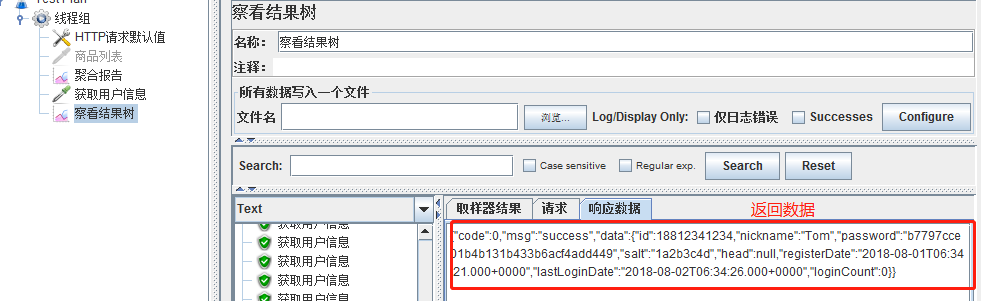 Test Plan
线程组
HTTP请求默认值
商品列表
聚合报告
获取用户信息
察看结果树
察看结果树
名称: 察看结果树
注释:
所有数据写入一个文件
文件名 浏览... Log/Display Only: 仅日志错误 Successes Configure
Search: Case sensitive Regular exp. Search Reset
Text
获取用户信息
获取用户信息
获取用户信息
获取用户信息
获取用户信息
取样器结果 请求 响应数据 返回数据
"code":0,"msg":"success","data":{"id":18812341234,"nickname":"Tom","password":"b7797cce
01b4b131b433b6acf4add449","salt":"1a2b3c4d","head":null,"registerDate":"2018-08-01T06:34
21.000+0000","lastLoginDate":"2018-08-02T06:34:26.000+0000","loginCount":0}}